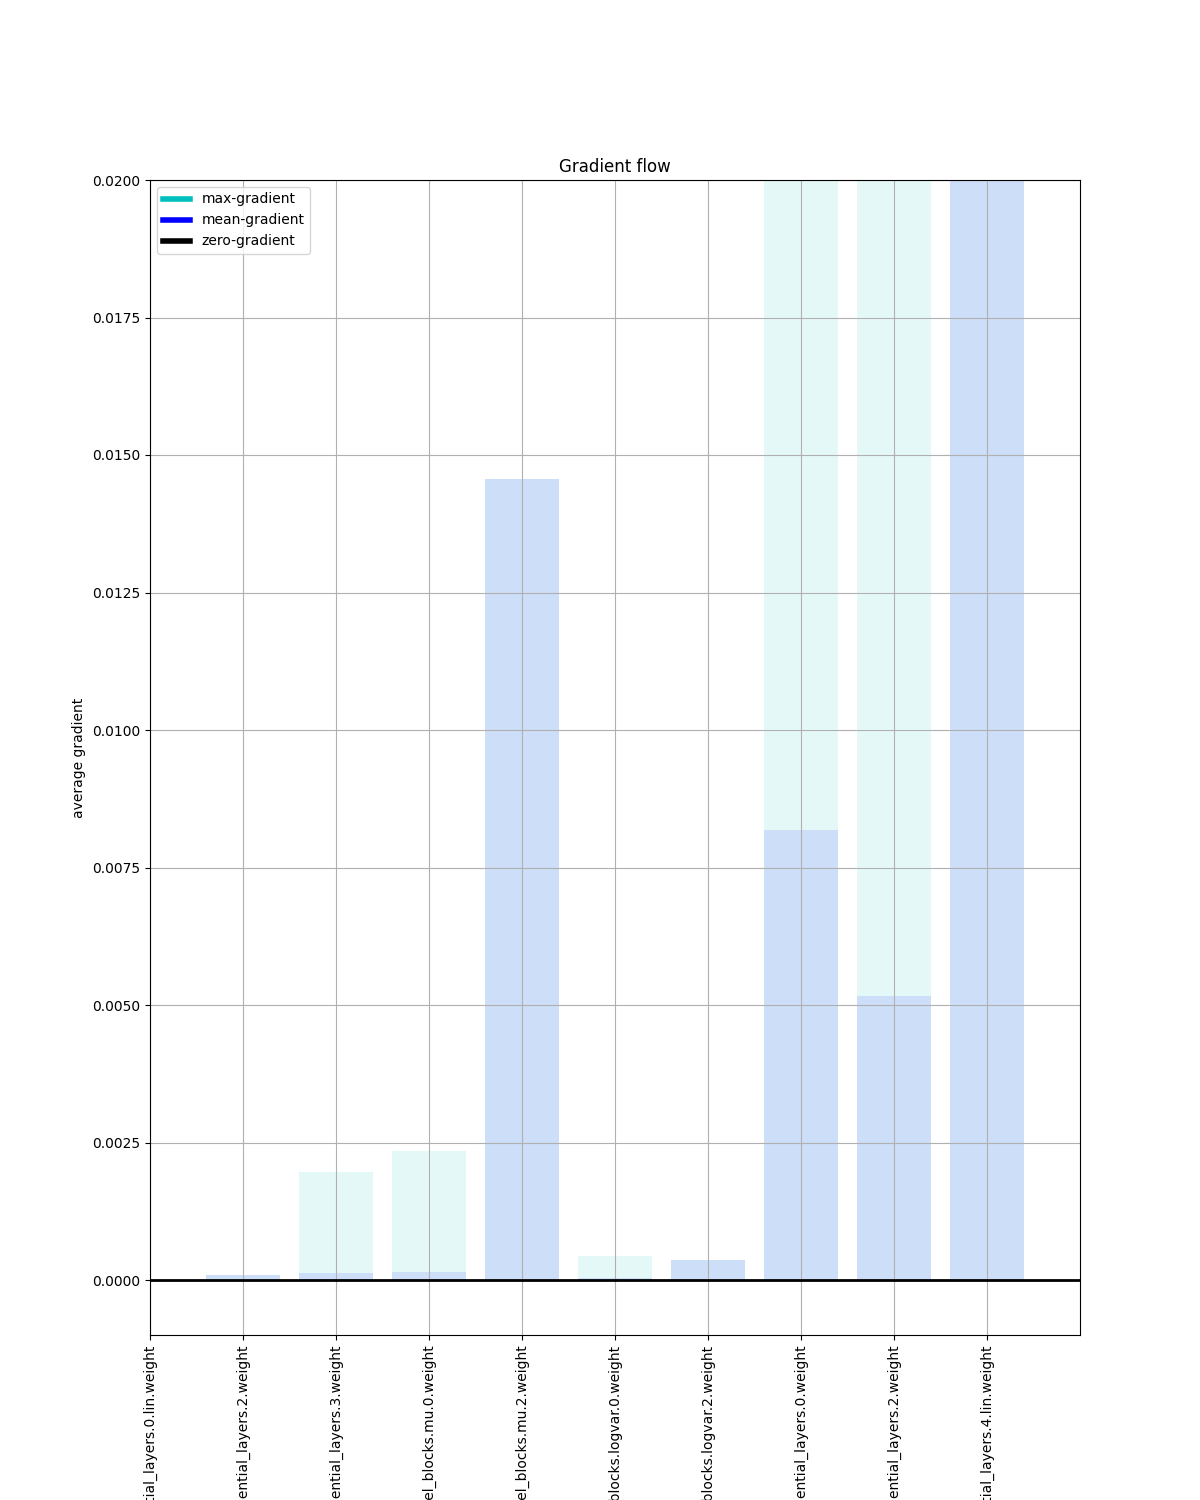 Gradient flow
max-gradient
mean-gradient
zero-gradient
0.0200
0.0175
0.0150
0.0125
0.0100
0.0075
0.0050
0.0025
0.0000
average gradient
tial_layers.0.lin.weight
ential_layers.2.weight
ential_layers.3.weight
el_blocks.mu.0.weight
el_blocks.mu.2.weight
blocks.logvar.0.weight
blocks.logvar.2.weight
ential_layers.0.weight
ential_layers.2.weight
tial_layers.4.lin.weight